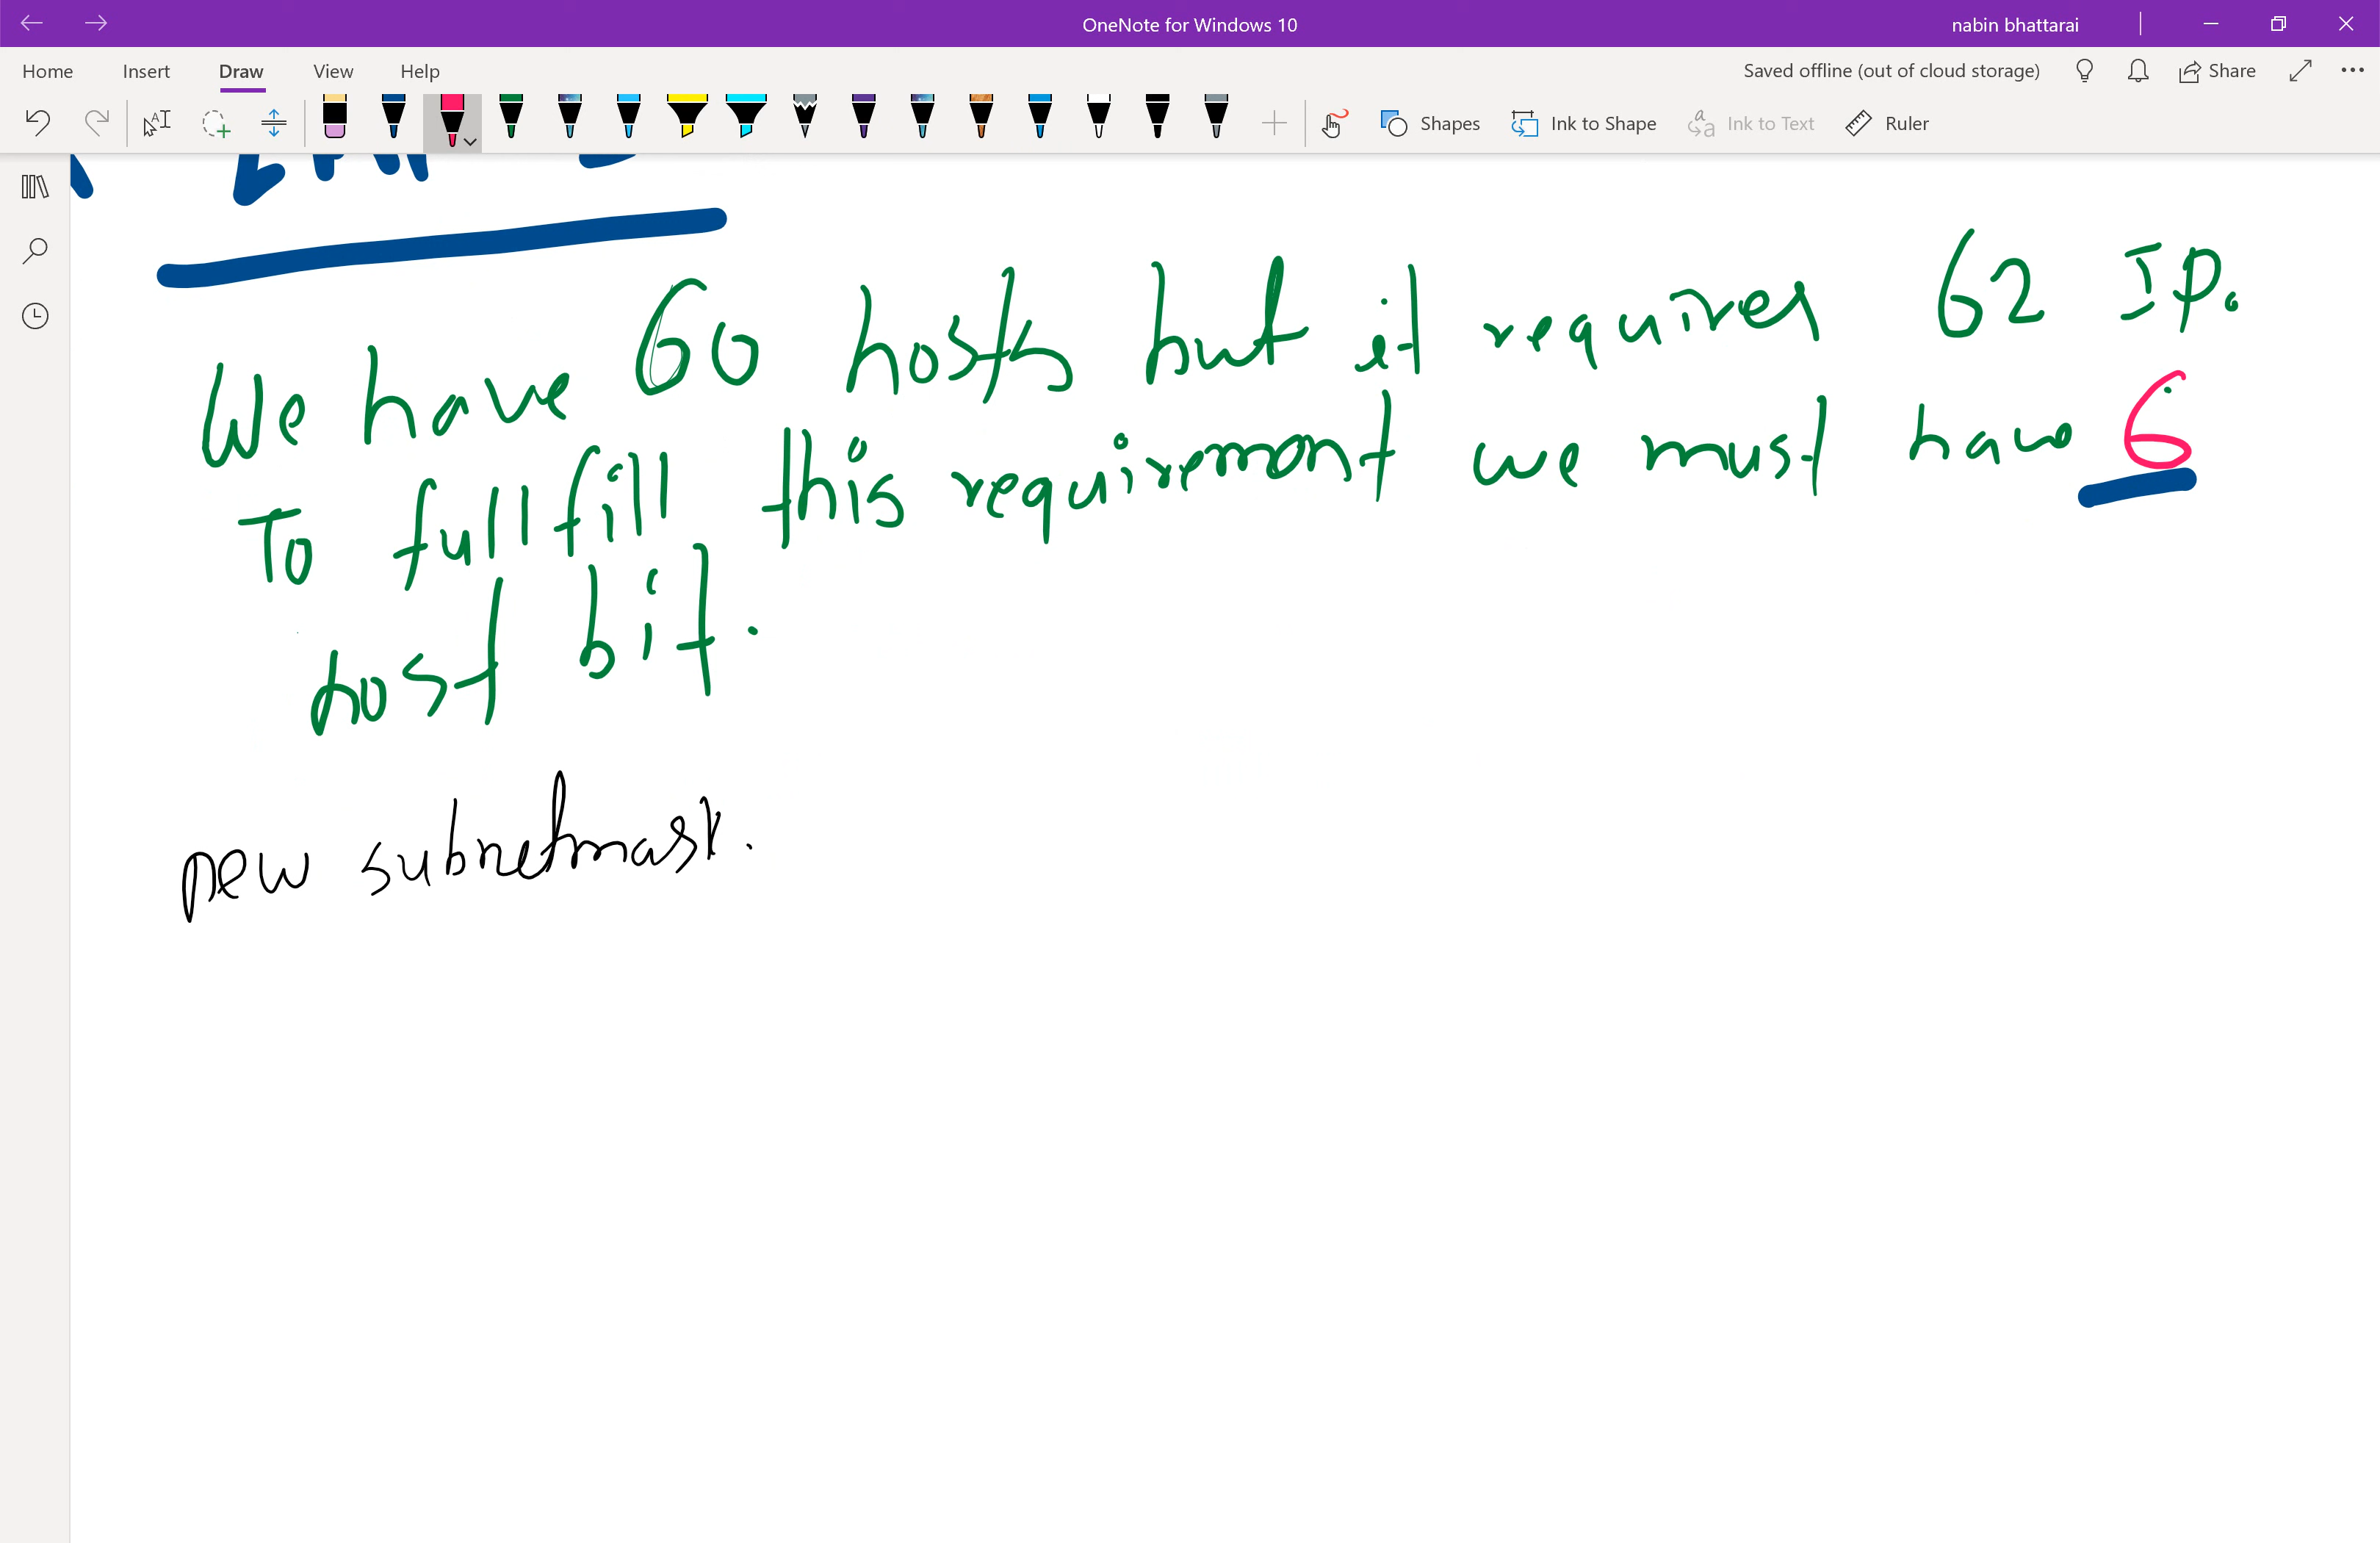 OneNote for Windows 10
nabin bhattarai
Home Insert Draw View Help
Saved offline (out of cloud storage)
Share
Shapes Ink to Shape Ink to Text Ruler
We have 60 hosts but it requires 62 IP.
To fullfill this requirement we must have 6
host bit.
new subnetmask.